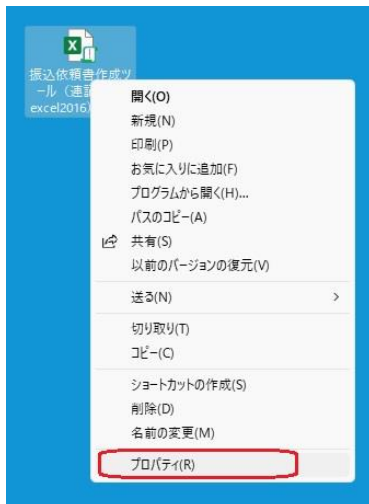 振込依頼書作成ツ
ール（連記
excel2016）
開く(O)
新規(N)
印刷(P)
お気に入りに追加(F)
プログラムから開く(H)...
パスのコピー(A)
共有(S)
以前のバージョンの復元(V)
送る(N)
切り取り(T)
コピー(C)
ショートカットの作成(S)
削除(D)
名前の変更(M)
プロパティ(R)